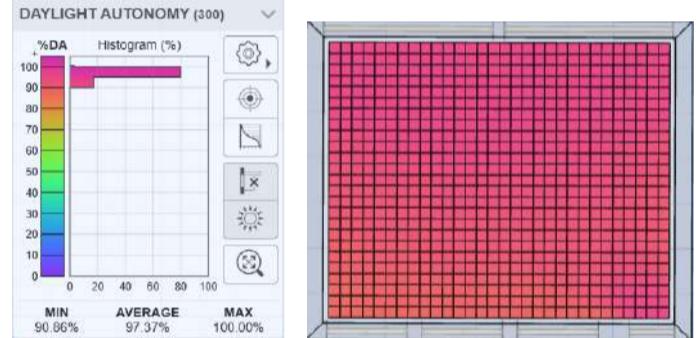 DAYLIGHT AUTONOMY (300)
%DA Histogram (%)
100
90
80
70
60
50
40
30
20
10
0
0 20 40 60 80 100
MIN AVERAGE MAX
90.86% 97.37% 100.00%